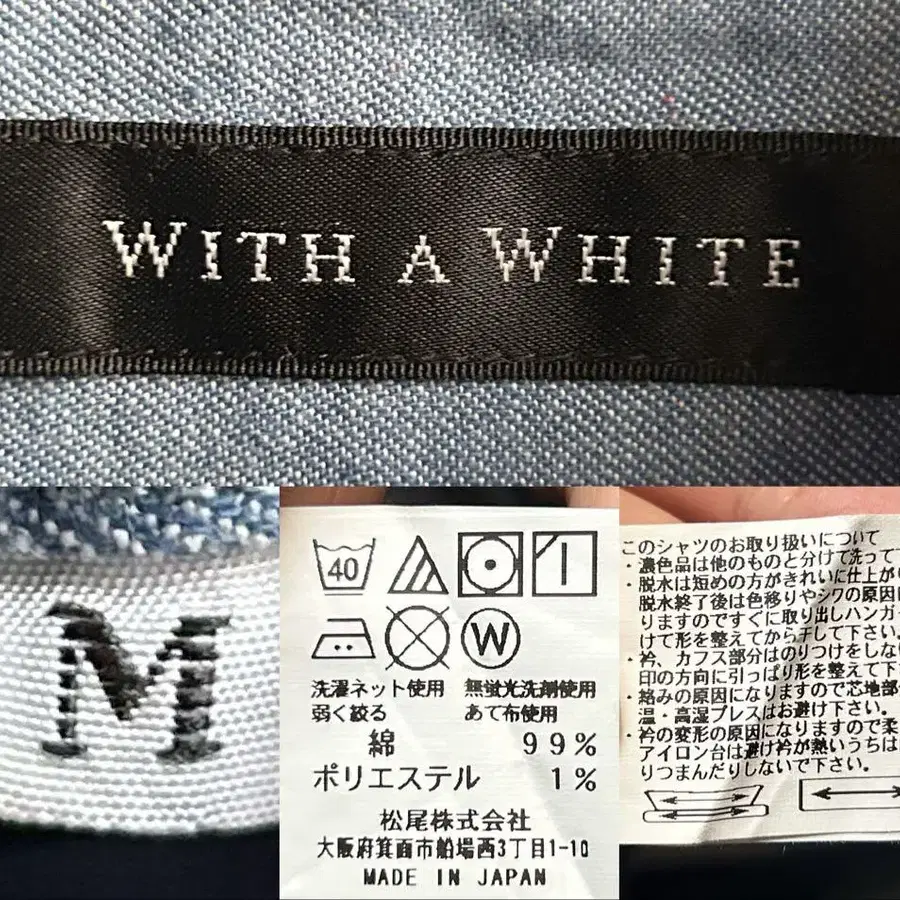 WITH A WHITE
M
40
W
洗濯ネット使用 無蛍光洗剤使用
弱く絞る あて布使用
綿 99%
ポリエステル 1%
松尾株式会社
大阪府箕面市船場西3丁目1-10
MADE IN JAPAN
このシャツのお取り扱いについて
・濃色品は他のものと分けて洗って
・脱水は短めの方がきれいに仕上が
脱水終了後は色移りやシワの原因に
りますのですぐに取り出しハンガ
けて形を整えてから干して下さい。
・衿、カフス部分はのりつけをしない
印の方向に引っぱり形を整えて下
・絡みの原因になりますので芯地部
温・高湿プレスはお避け下さい。
・衿の変形の原因になりますので柔
アイロン台は避け衿が熱いうちは
りつまんだりしないで下さい。